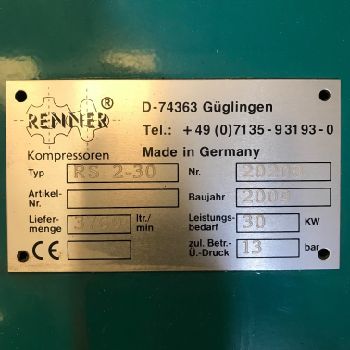 RENNER ®
D-74363 Güglingen
Tel.: +49 (0)7135-93193-0
Kompressoren
Made in Germany
Typ RS 2-30 Nr.
Artikel-
Nr. Baujahr
Liefer-
menge ltr./
min Leistungs-
bedarf 30 KW
CE zul. Betr.-
Ü.-Druck 13 bar